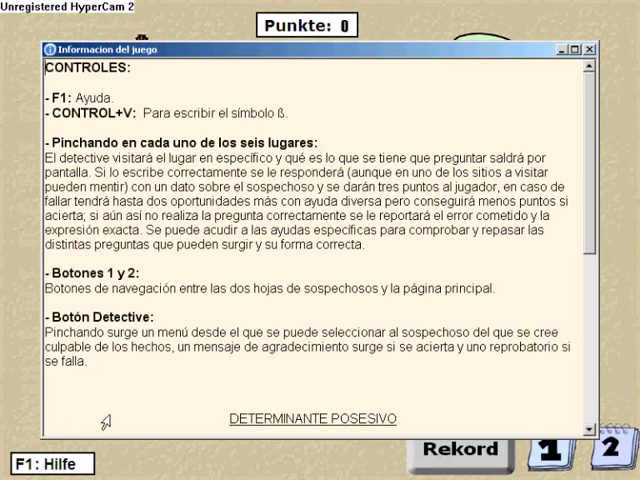 Unregistered HyperCam 2
Punkte: 0
Informacion del juego
CONTROLES:
- F1: Ayuda.
- CONTROL+V: Para escribir el símbolo ß.
- Pinchando en cada uno de los seis lugares:
El detective visitará el lugar en específico y qué es lo que se tiene que preguntar saldrá por
pantalla. Si lo escribe correctamente se le responderá (aunque en uno de los sitios a visitar
pueden mentir) con un dato sobre el sospechoso y se darán tres puntos al jugador, en caso de
fallar tendrá hasta dos oportunidades más con ayuda diversa pero conseguirá menos puntos si
acierta; si aún así no realiza la pregunta correctamente se le reportará el error cometido y la
expresión exacta. Se puede acudir a las ayudas específicas para comprobar y repasar las
distintas preguntas que pueden surgir y su forma correcta.
- Botones 1 y 2:
Botones de navegación entre las dos hojas de sospechosos y la página principal.
- Botón Detective:
Pinchando surge un menú desde el que se puede seleccionar al sospechoso del que se cree
culpable de los hechos, un mensaje de agradecimiento surge si se acierta y uno reprobatorio si
se falla.
DETERMINANTE POSESIVO
Rekord
1
2
F1: Hilfe